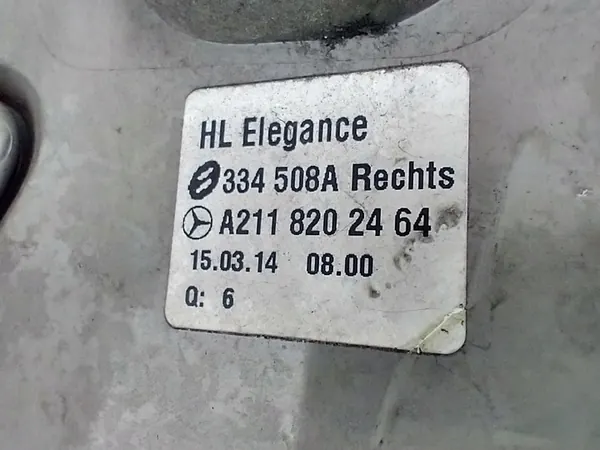 HL Elegance
334 508A Rechts
A211 820 24 64
15.03.14 08.00
Q: 6